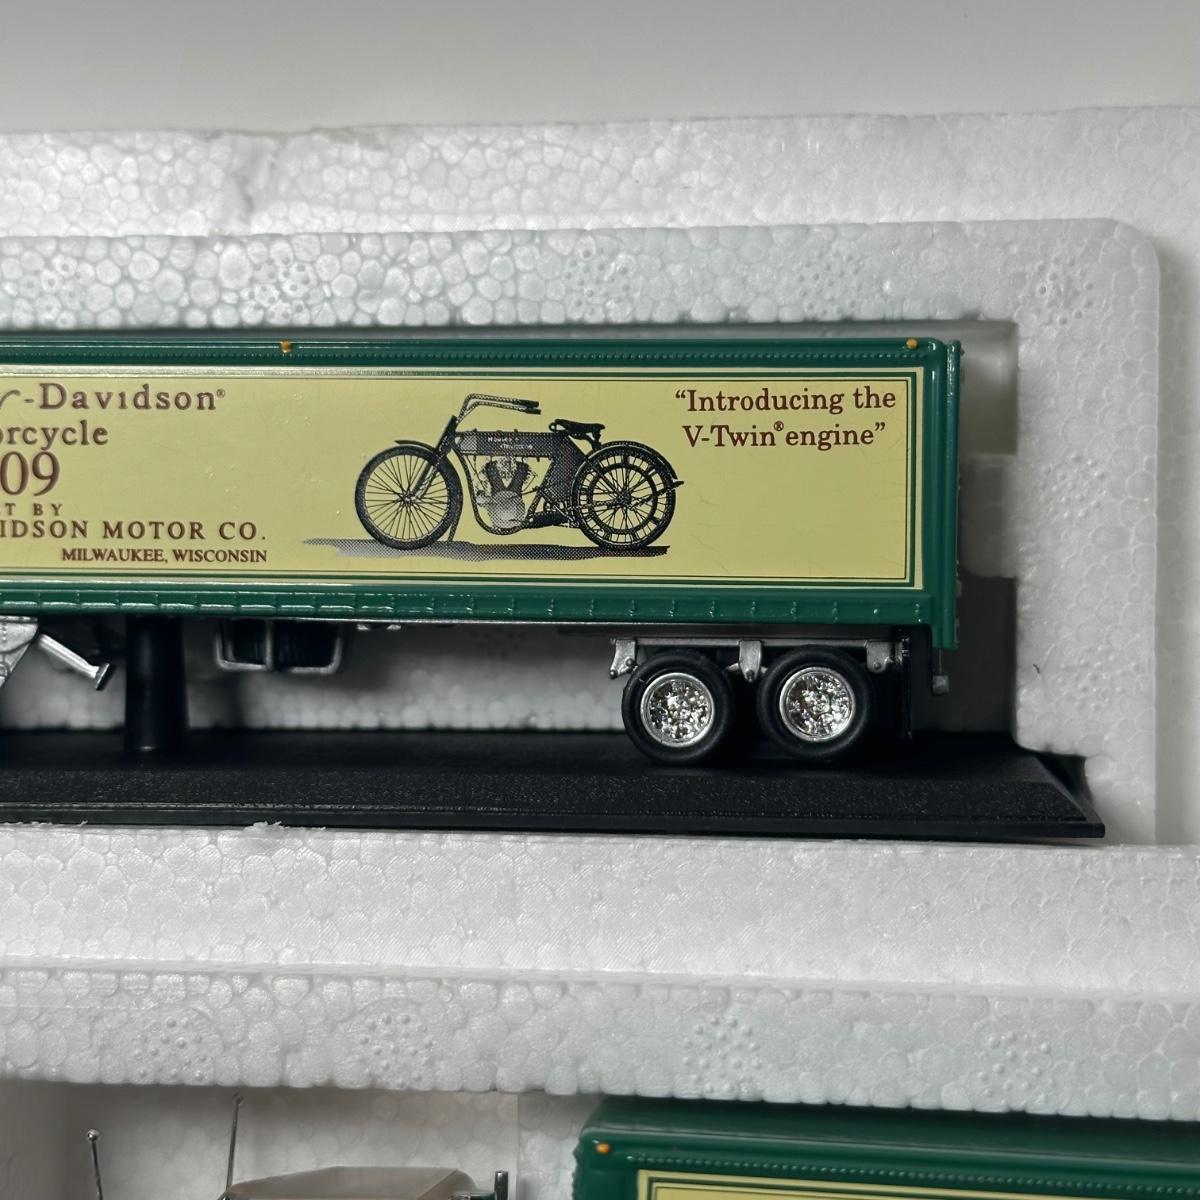 -Davidson®
orcycle
09
T BY
IDSON MOTOR CO.
MILWAUKEE, WISCONSIN
“Introducing the
V-Twin® engine”